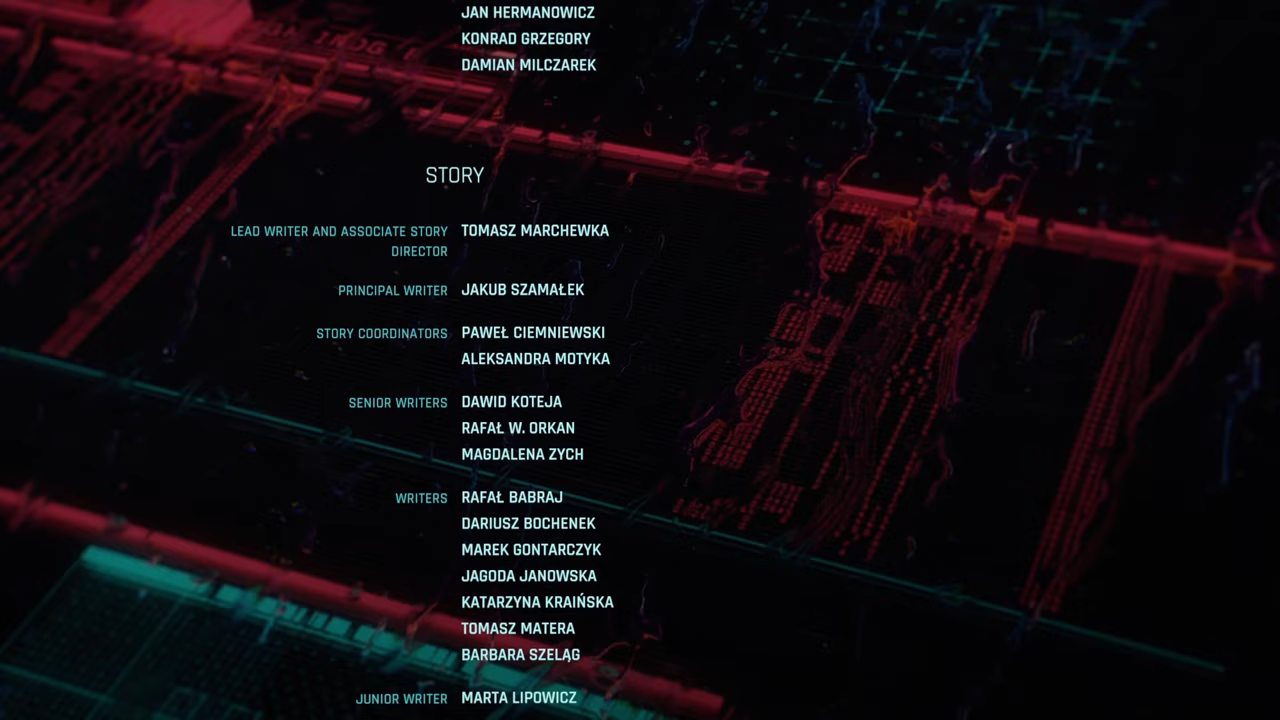 JAN HERMANOWICZ
KONRAD GRZEGORY
DAMIAN MILCZAREK
STORY
LEAD WRITER AND ASSOCIATE STORY DIRECTOR
TOMASZ MARCHEWKA
PRINCIPAL WRITER
JAKUB SZAMAŁEK
STORY COORDINATORS
PAWEŁ CIEMNIEWSKI
ALEKSANDRA MOTYKA
SENIOR WRITERS
DAWID KOTEJA
RAFAŁ W. ORKAN
MAGDALENA ZYCH
WRITERS
RAFAŁ BABRAJ
DARIUSZ BOCHENEK
MAREK GONTARCZYK
JAGODA JANOWSKA
KATARZYNA KRAIŃSKA
TOMASZ MATERA
BARBARA SZELĄG
JUNIOR WRITER
MARTA LIPOWICZ